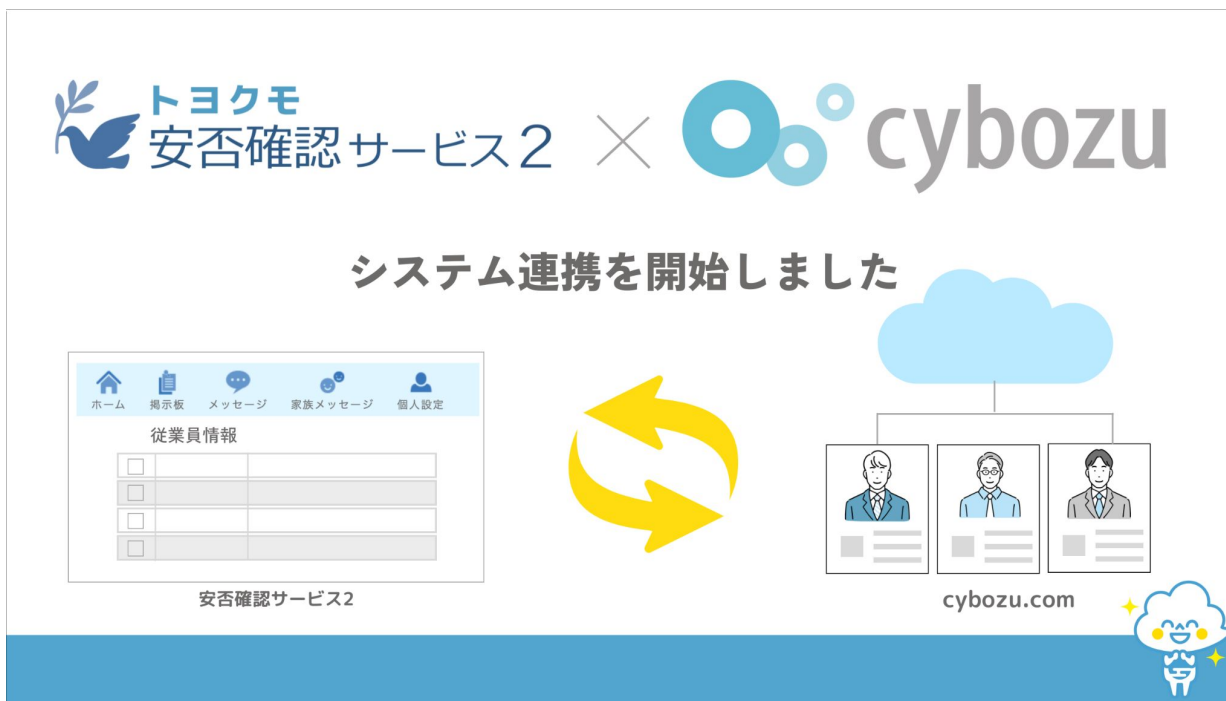 トヨクモ
安否確認サービス2
×
cybozu
システム連携を開始しました
ホーム 掲示板 メッセージ 家族メッセージ 個人設定
従業員情報
安否確認サービス2
cybozu.com